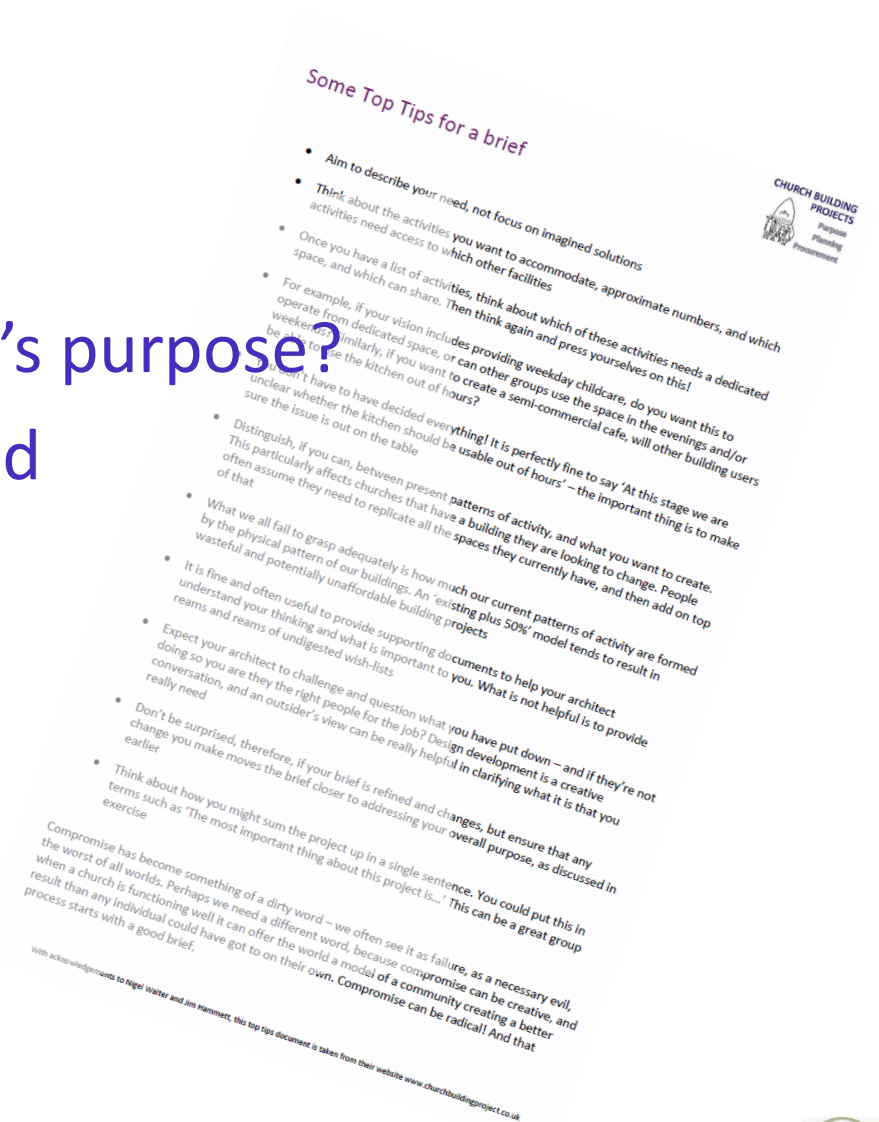 's purpose?
d
Some Top Tips for a brief
CHURCH BUILDING
PROJECTS
Purpose
Planning
Procurement
• Aim to describe your need, not focus on imagined solutions
• Think about the activities you want to accommodate, approximate numbers, and which
activities need access to which other facilities
• Once you have a list of activities, think about which of these activities needs a dedicated
space, and which can share. Then think again and press yourselves on this!
• For example, if your vision includes providing weekday childcare, do you want this to
operate from dedicated space, or can other groups use the space in the evenings and/or
weekends? Similarly, if you want to create a semi-commercial cafe, will other building users
be able to use the kitchen out of hours?
You don't have to have decided everything! It is perfectly fine to say 'At this stage we are
unclear whether the kitchen should be usable out of hours' – the important thing is to make
sure the issue is out on the table
• Distinguish, if you can, between present patterns of activity, and what you want to create.
This particularly affects churches that have a building they are looking to change. People
often assume they need to replicate all the spaces they currently have, and then add on top
of that
• What we all fail to grasp adequately is how much our current patterns of activity are formed
by the physical pattern of our buildings. An 'existing plus 50%' model tends to result in
wasteful and potentially unaffordable building projects
• It is fine and often useful to provide supporting documents to help your architect
understand your thinking and what is important to you. What is not helpful is to provide
reams and reams of undigested wish-lists
• Expect your architect to challenge and question what you have put down – and if they're not
doing so you are they the right people for the job? Design development is a creative
conversation, and an outsider's view can be really helpful in clarifying what it is that you
really need
• Don't be surprised, therefore, if your brief is refined and changes, but ensure that any
change you make moves the brief closer to addressing your overall purpose, as discussed in
earlier
• Think about how you might sum the project up in a single sentence. You could put this in
terms such as 'The most important thing about this project is...' This can be a great group
exercise
Compromise has become something of a dirty word – we often see it as failure, as a necessary evil,
the worst of all worlds. Perhaps we need a different word, because compromise can be creative, and
when a church is functioning well it can offer the world a model of a community creating a better
result than any individual could have got to on their own. Compromise can be radical! And that
process starts with a good brief.
With acknowledgements to Nigel Walter and Jim Hammett, this top tips document is taken from their website www.churchbuildingproject.co.uk